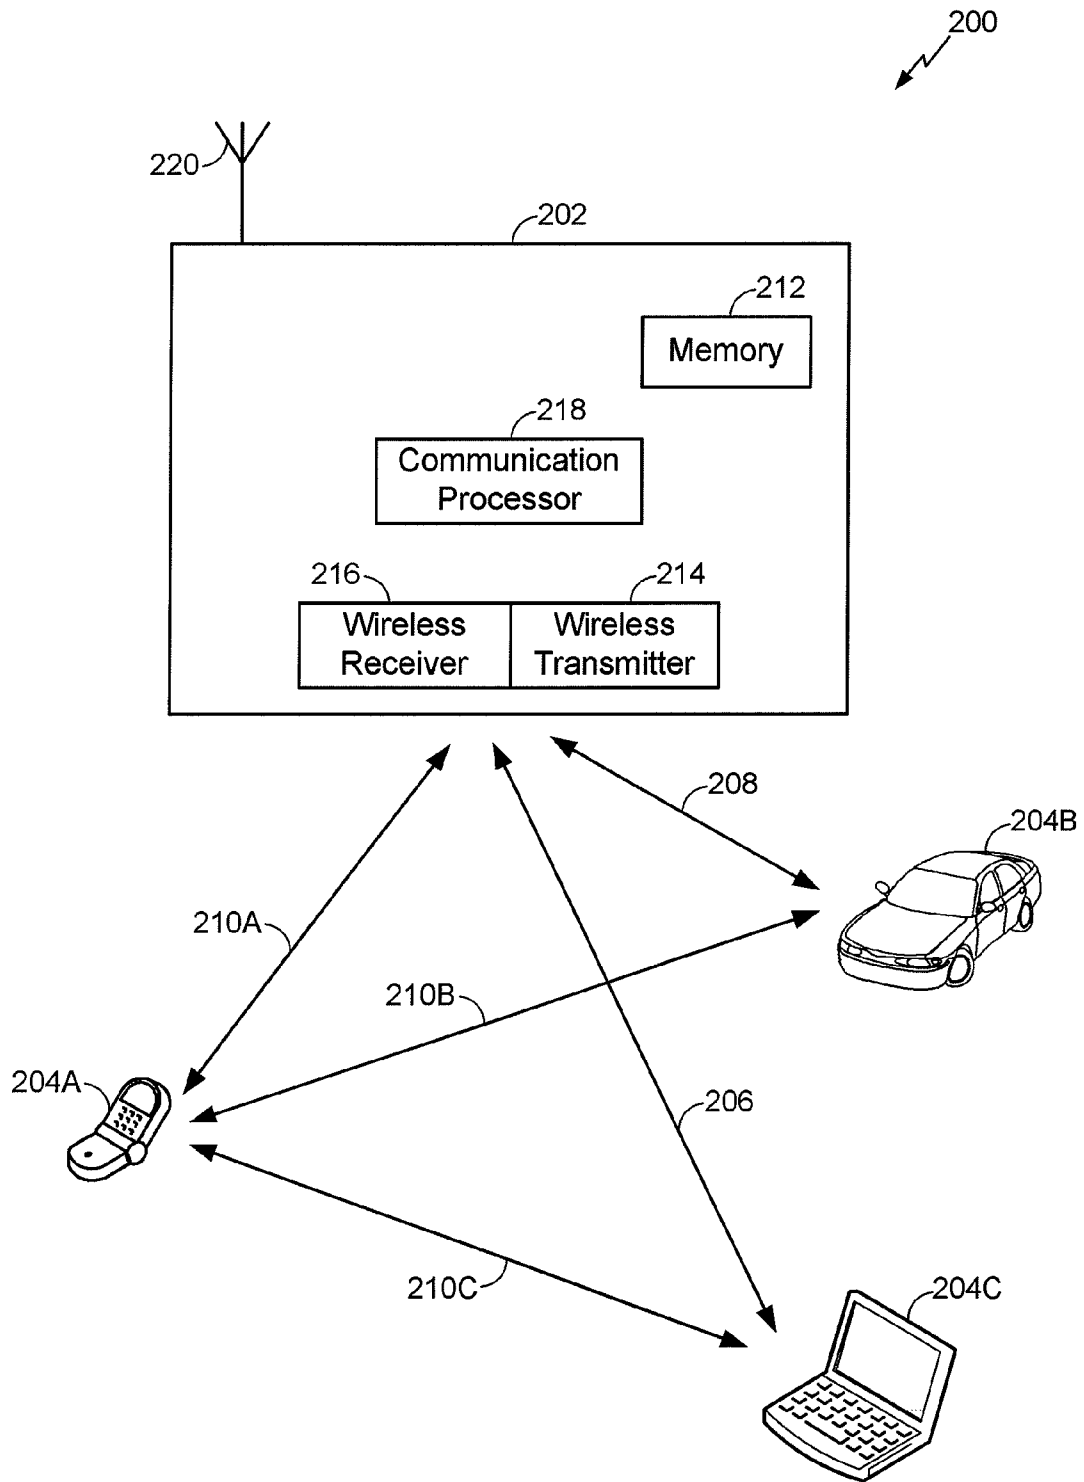 200
220
202
212
Memory
218
Communication
Processor
216
214
Wireless
Receiver
Wireless
Transmitter
208
204B
210A
210B
204A
206
210C
204C